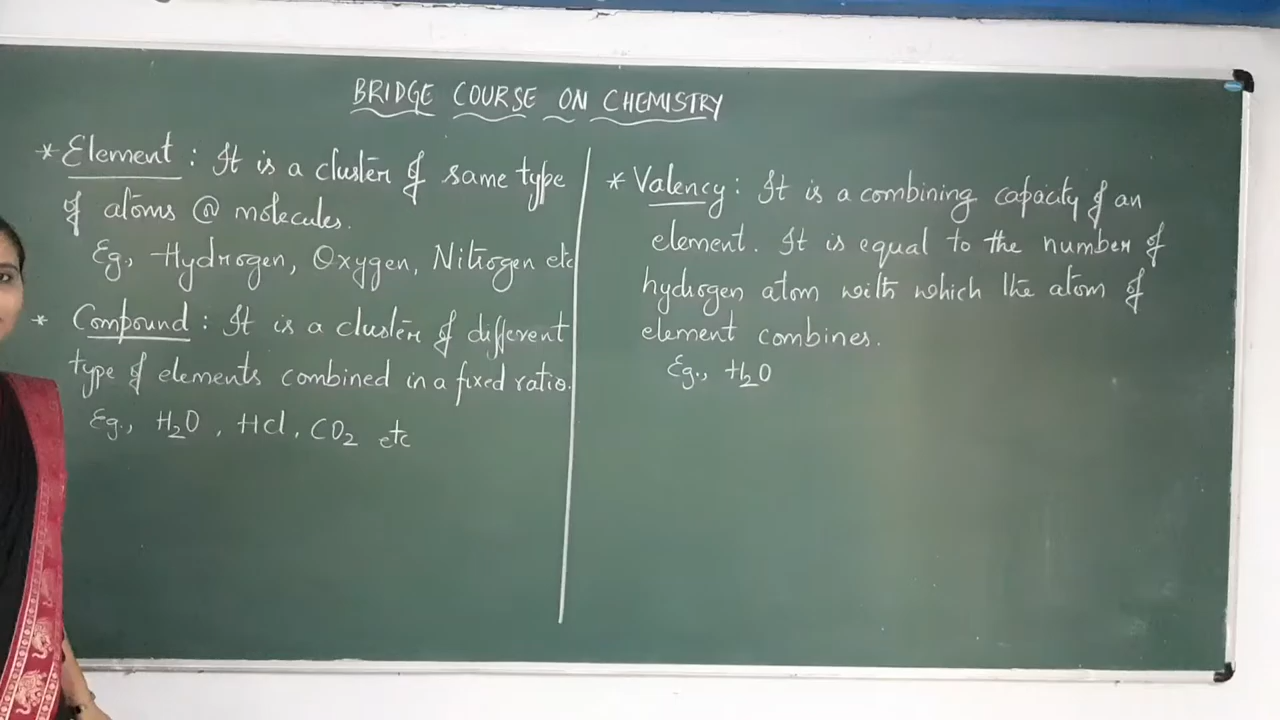 BRIDGE COURSE ON CHEMISTRY
* Element : It is a cluster of same type
of atoms @ molecules.
Eg., Hydrogen, Oxygen, Nitrogen etc
* Compound : It is a cluster of different
type of elements combined in a fixed ratio.
Eg., H₂O , HCl, CO₂ etc
* Valency : It is a combining capacity of an
element. It is equal to the number of
hydrogen atom with which the atom of
element combines.
Eg., H₂O